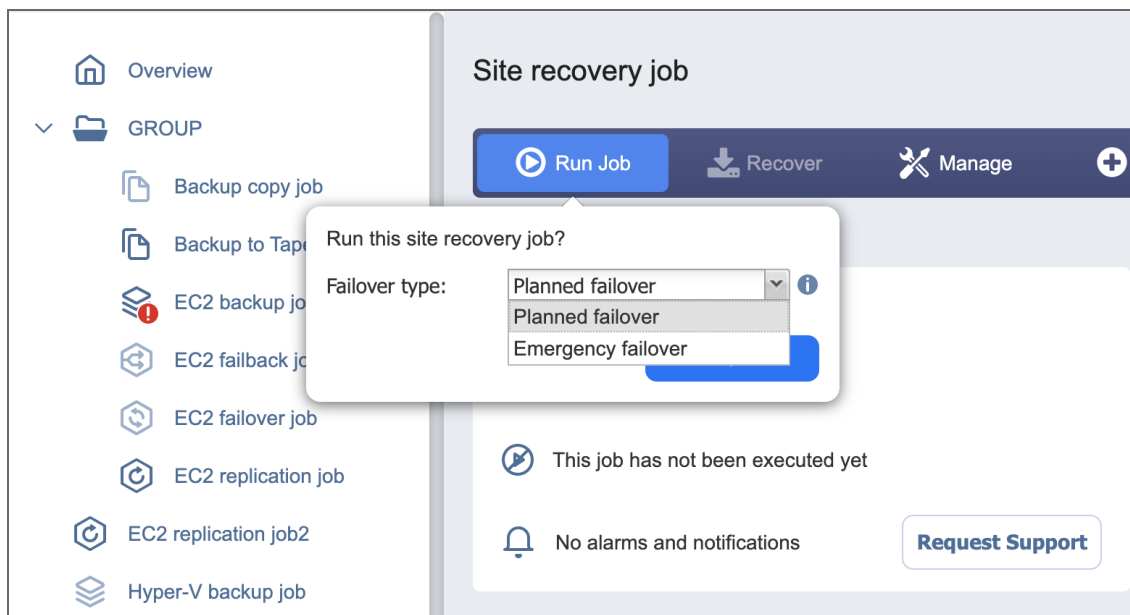 Overview
GROUP
Backup copy job
Backup to Tape
EC2 backup jo
EC2 failback jo
EC2 failover job
EC2 replication job
EC2 replication job2
Hyper-V backup job
Site recovery job
Run Job
Recover
Manage
Run this site recovery job?
Failover type:
Planned failover
Planned failover
Emergency failover
This job has not been executed yet
No alarms and notifications
Request Support